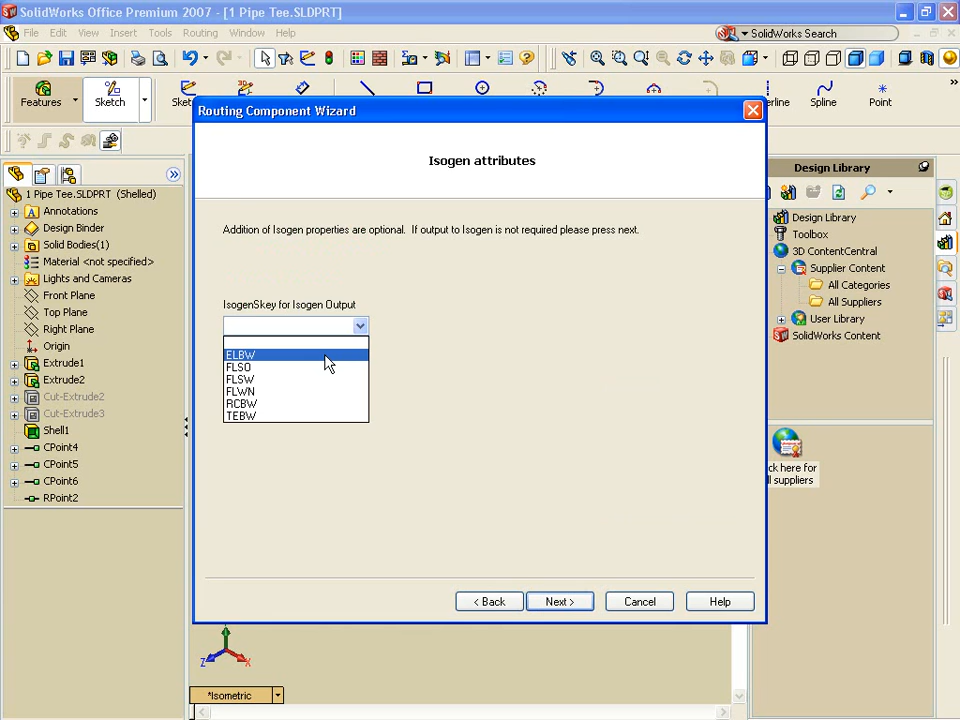 SolidWorks Office Premium 2007 - [1 Pipe Tee.SLDPRT]
File Edit View Insert Tools Routing Window Help
SolidWorks Search
Features
Sketch
Spline
Point
Routing Component Wizard
Isogen attributes
Addition of Isogen properties are optional. If output to Isogen is not required please press next.
IsogenSkey for Isogen Output
ELBW
FLSO
FLSW
FLWN
RCBW
TEBW
< Back
Next >
Cancel
Help
1 Pipe Tee.SLDPRT (Shelled)
Annotations
Design Binder
Solid Bodies(1)
Material <not specified>
Lights and Cameras
Front Plane
Top Plane
Right Plane
Origin
Extrude1
Extrude2
Cut-Extrude2
Cut-Extrude3
Shell1
CPoint4
CPoint5
CPoint6
RPoint2
Design Library
Design Library
Toolbox
3D ContentCentral
Supplier Content
All Categories
All Suppliers
User Library
SolidWorks Content
ck here for
l suppliers
Z
X
*Isometric